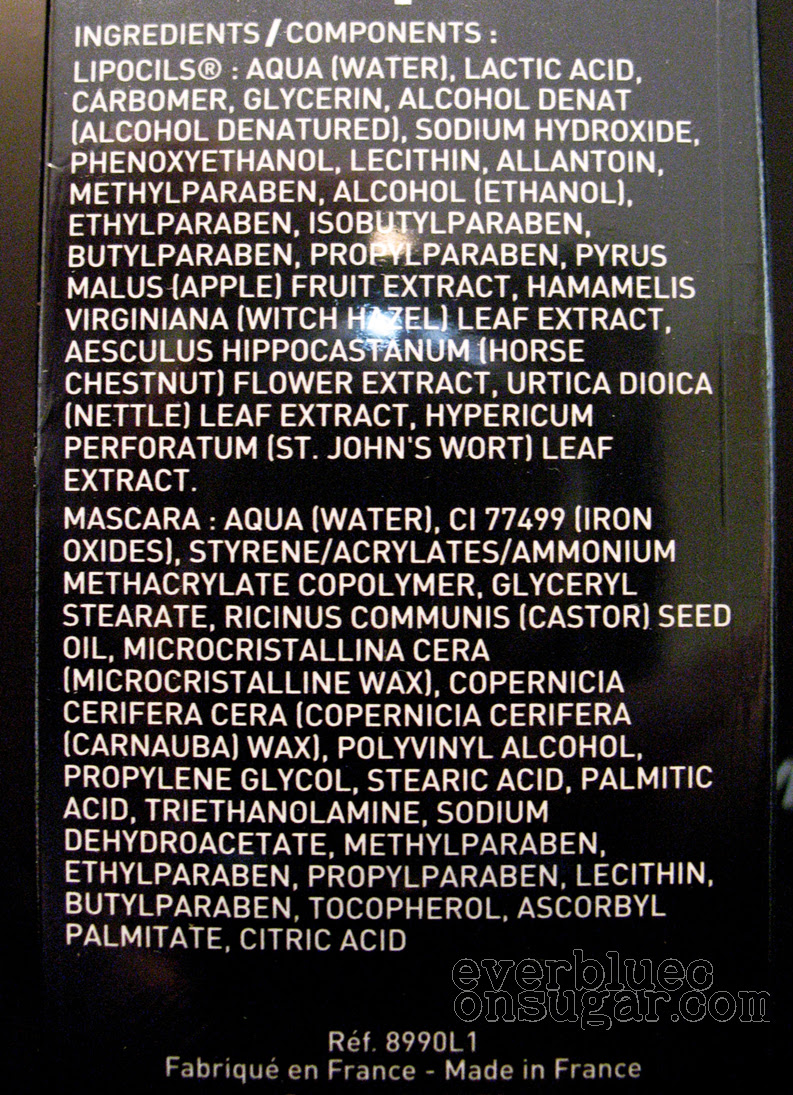 INGREDIENTS/COMPONENTS :
LIPOCILS® : AQUA (WATER), LACTIC ACID,
CARBOMER, GLYCERIN, ALCOHOL DENAT
(ALCOHOL DENATURED), SODIUM HYDROXIDE,
PHENOXYETHANOL, LECITHIN, ALLANTOIN,
METHYLPARABEN, ALCOHOL (ETHANOL),
ETHYLPARABEN, ISOBUTYLPARABEN,
BUTYLPARABEN, PROPYLPARABEN, PYRUS
MALUS (APPLE) FRUIT EXTRACT, HAMAMELIS
VIRGINIANA (WITCH HAZEL) LEAF EXTRACT,
AESCULUS HIPPOCASTANUM (HORSE
CHESTNUT) FLOWER EXTRACT, URTICA DIOICA
(NETTLE) LEAF EXTRACT, HYPERICUM
PERFORATUM (ST. JOHN'S WORT) LEAF
EXTRACT.
MASCARA : AQUA (WATER), CI 77499 (IRON
OXIDES), STYRENE/ACRYLATES/AMMONIUM
METHACRYLATE COPOLYMER, GLYCERYL
STEARATE, RICINUS COMMUNIS (CASTOR) SEED
OIL, MICROCRISTALLINA CERA
(MICROCRISTALLINE WAX), COPERNICIA
CERIFERA CERA (COPERNICIA CERIFERA
(CARNAUBA) WAX), POLYVINYL ALCOHOL,
PROPYLENE GLYCOL, STEARIC ACID, PALMITIC
ACID, TRIETHANOLAMINE, SODIUM
DEHYDROACETATE, METHYLPARABEN,
ETHYLPARABEN, PROPYLPARABEN, LECITHIN,
BUTYLPARABEN, TOCOPHEROL, ASCORBYL
PALMITATE, CITRIC ACID
everbluec
onsugar.com
Réf. 8990L1
Fabriqué en France - Made in France